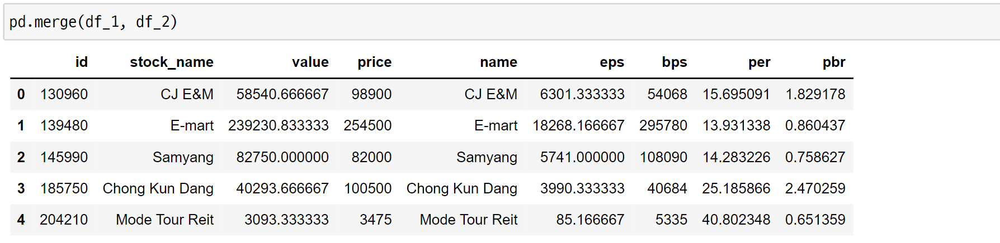 pd.merge(df_1, df_2)
id stock_name value price name eps bps per pbr
0 130960 CJ E&M 58540.666667 98900 CJ E&M 6301.333333 54068 15.695091 1.829178
1 139480 E-mart 239230.833333 254500 E-mart 18268.166667 295780 13.931338 0.860437
2 145990 Samyang 82750.000000 82000 Samyang 5741.000000 108090 14.283226 0.758627
3 185750 Chong Kun Dang 40293.666667 100500 Chong Kun Dang 3990.333333 40684 25.185866 2.470259
4 204210 Mode Tour Reit 3093.333333 3475 Mode Tour Reit 85.166667 5335 40.802348 0.651359